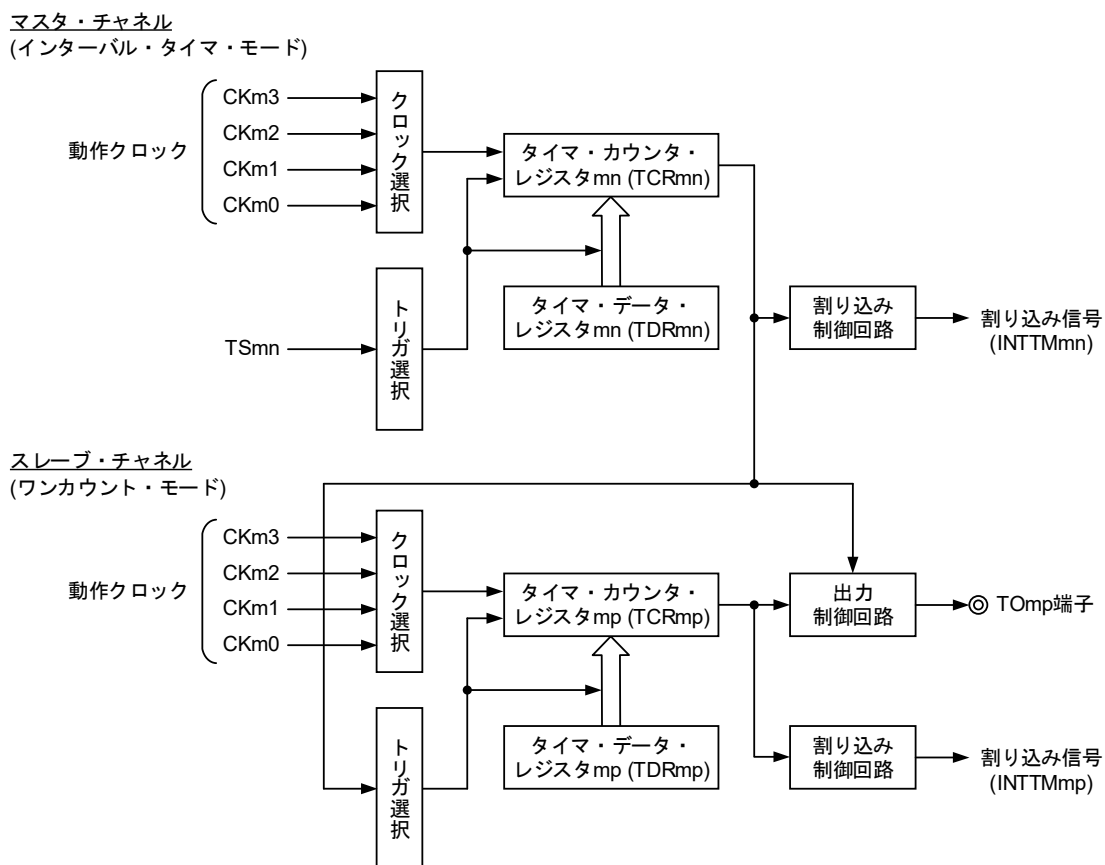 マスタ・チャネル
(インターバル・タイマ・モード)
動作クロック
CKm3
CKm2
CKm1
CKm0
クロック選択
タイマ・カウンタ・
レジスタmn (TCRmn)
TSmn
トリガ選択
タイマ・データ・
レジスタmn (TDRmn)
割り込み
制御回路
割り込み信号
(INTTMmn)
スレーブ・チャネル
(ワンカウント・モード)
動作クロック
CKm3
CKm2
CKm1
CKm0
クロック選択
タイマ・カウンタ・
レジスタmp (TCRmp)
出力
制御回路
TOmp端子
トリガ選択
タイマ・データ・
レジスタmp (TDRmp)
割り込み
制御回路
割り込み信号
(INTTMmp)